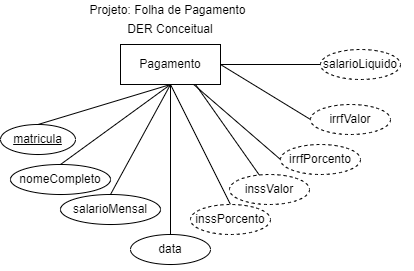 Projeto: Folha de Pagamento
DER Conceitual
Pagamento
salarioLiquido
irrfValor
matricula
irrfPorcento
nomeCompleto
inssValor
salarioMensal
inssPorcento
data